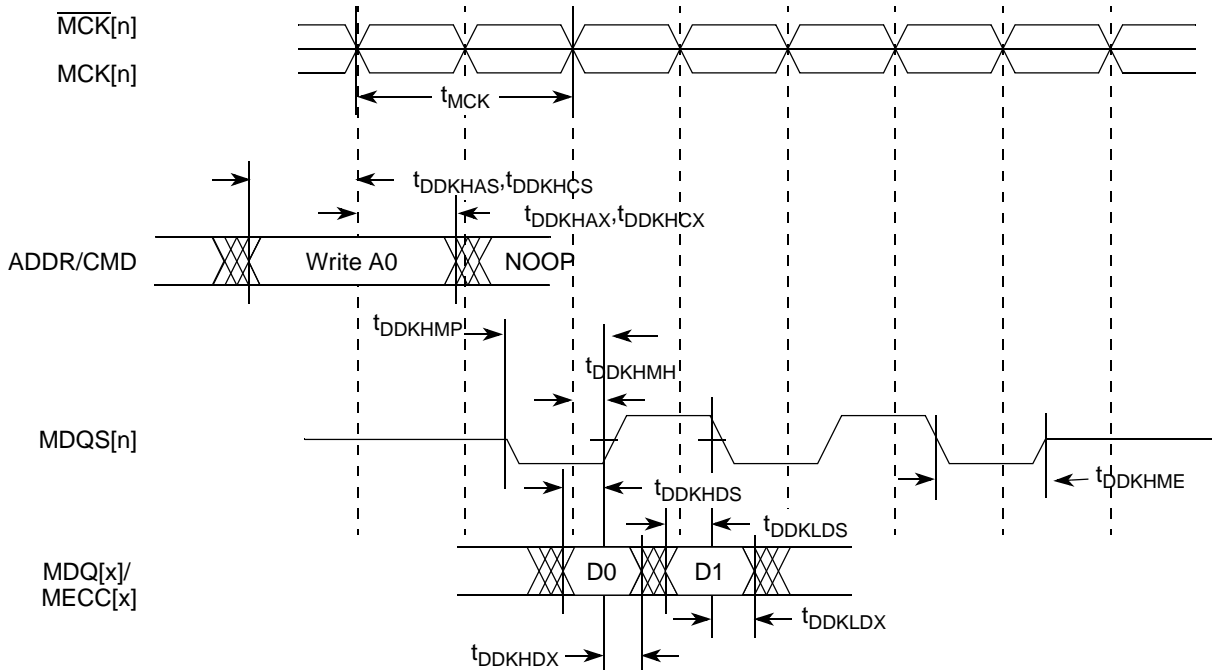 MCK[n]
MCK[n]
tMCK
tDDKHAS,tDDKHCS
tDDKHAX,tDDKHCX
ADDR/CMD
Write A0
NOOP
tDDKHMP
tDDKHMH
MDQS[n]
tDDKHME
tDDKHDS
tDDKLDS
MDQ[x]/
MECC[x]
D0
D1
tDDKLDX
tDDKHDX